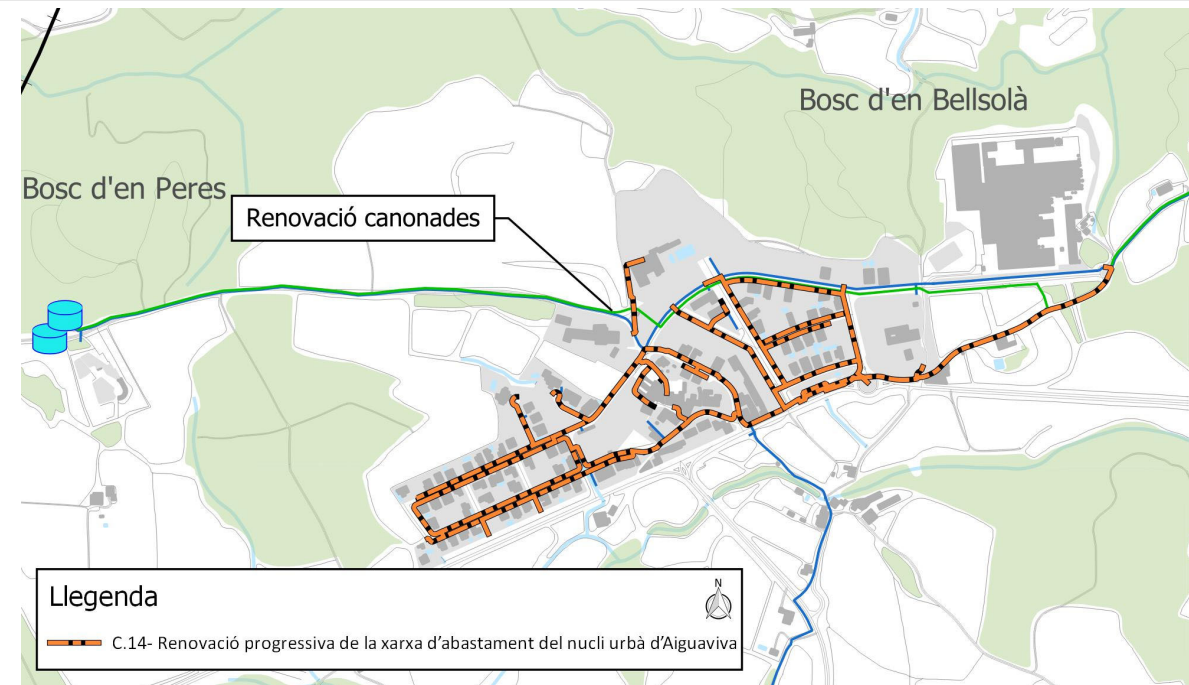 Bosc d'en Bellsolà
Bosc d'en Peres
Renovació canonades
Llegenda
N
C.14- Renovació progressiva de la xarxa d’abastament del nucli urbà d’Aiguaviva